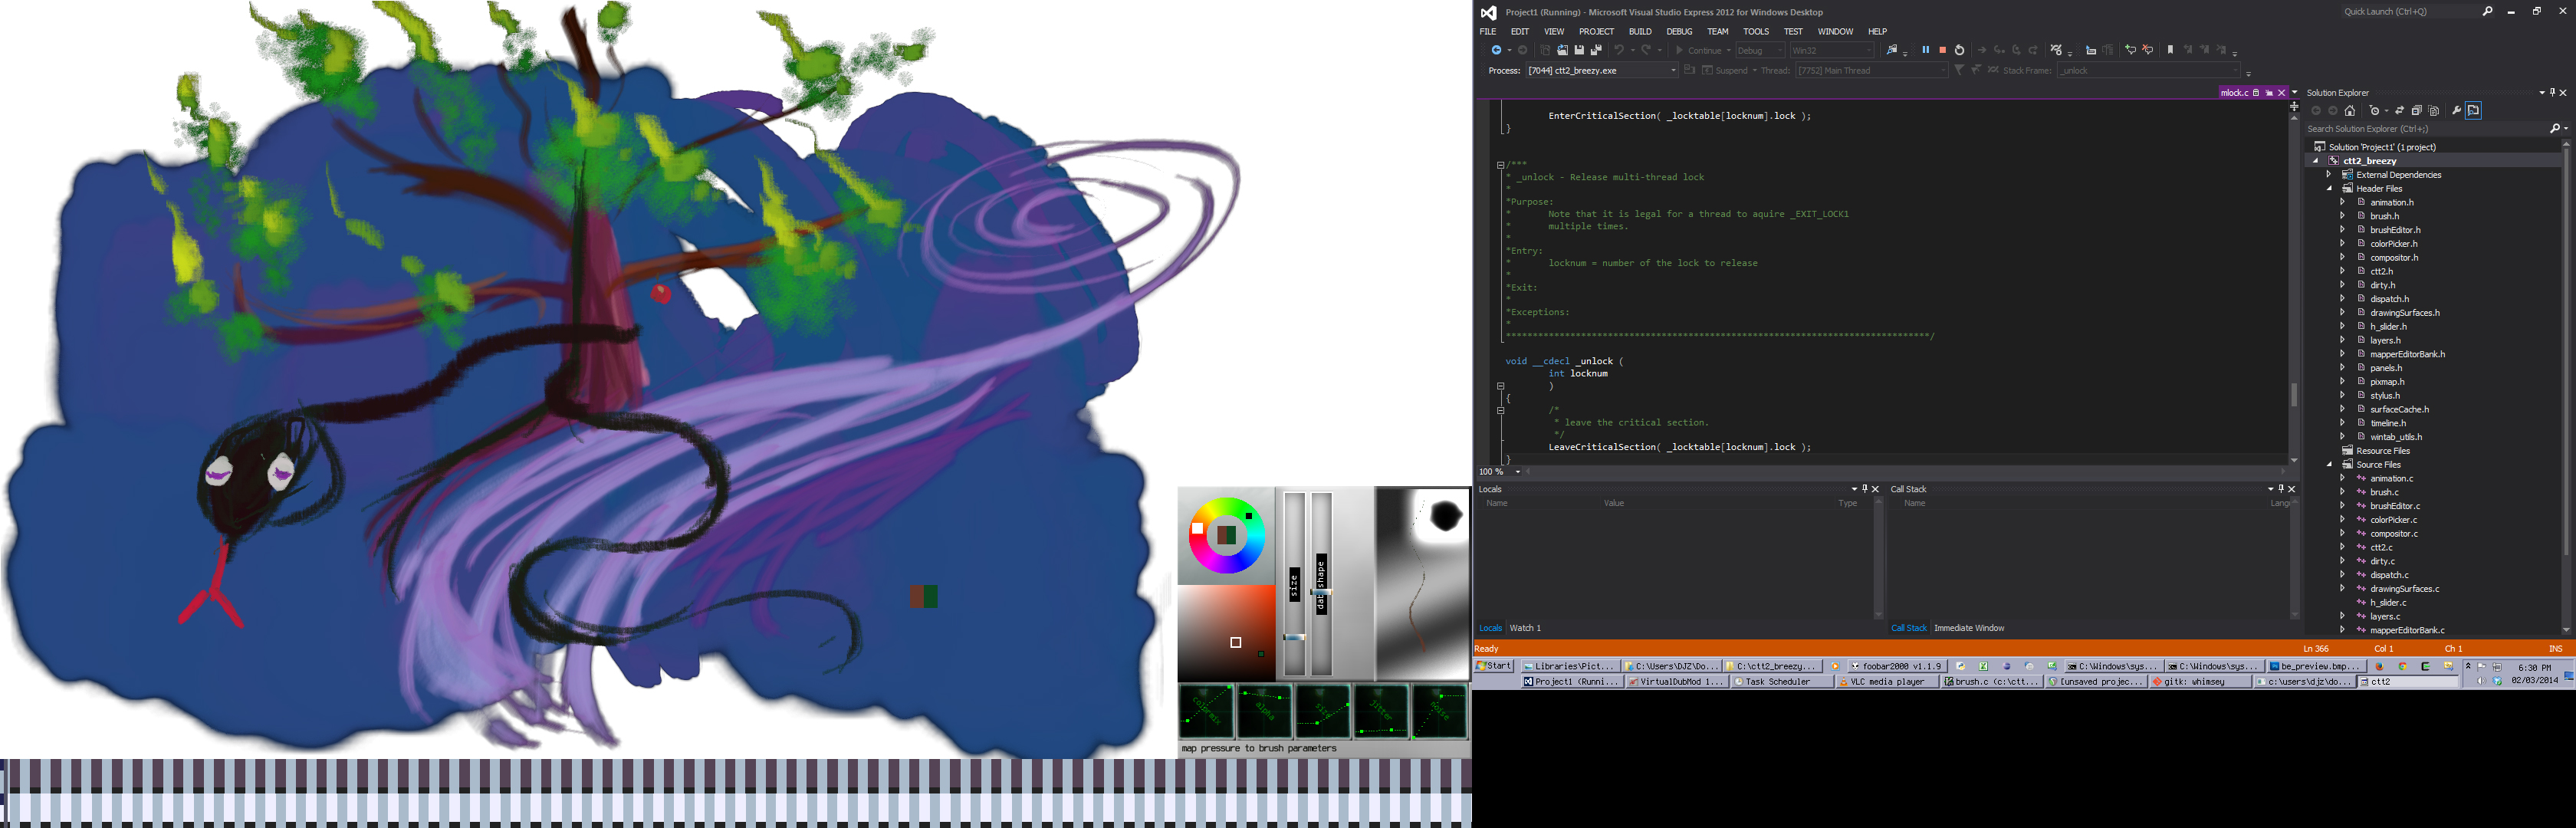 size
dab shape
colormix
alpha
size
jitter
noise
map pressure to brush parameters
Project1 (Running) - Microsoft Visual Studio Express 2012 for Windows Desktop
Quick Launch (Ctrl+Q)
FILE EDIT VIEW PROJECT BUILD DEBUG TEAM TOOLS TEST WINDOW HELP
Continue Debug Win32
Process: [7044] ctt2_breezy.exe Suspend Thread: [7752] Main Thread Stack Frame: _unlock
mlock.c
EnterCriticalSection( _locktable[locknum].lock );
}
/***
* _unlock - Release multi-thread lock
*
*Purpose:
* Note that it is legal for a thread to aquire _EXIT_LOCK1
* multiple times.
*
*Entry:
* locknum = number of the lock to release
*
*Exit:
*
*Exceptions:
*
*******************************************************************************/
void __cdecl _unlock (
int locknum
)
{
/*
* leave the critical section.
*/
LeaveCriticalSection( _locktable[locknum].lock );
}
100 %
Locals
Name Value Type
Locals Watch 1
Call Stack
Name Lang
Call Stack Immediate Window
Solution Explorer
Search Solution Explorer (Ctrl+;)
Solution 'Project1' (1 project)
ctt2_breezy
External Dependencies
Header Files
animation.h
brush.h
brushEditor.h
colorPicker.h
compositor.h
ctt2.h
dirty.h
dispatch.h
drawingSurfaces.h
h_slider.h
layers.h
mapperEditorBank.h
panels.h
pixmap.h
stylus.h
surfaceCache.h
timeline.h
wintab_utils.h
Resource Files
Source Files
animation.c
brush.c
brushEditor.c
colorPicker.c
compositor.c
ctt2.c
dirty.c
dispatch.c
drawingSurfaces.c
h_slider.c
layers.c
mapperEditorBank.c
Ready Ln 366 Col 1 Ch 1 INS
Start Libraries\Pict... C:\Users\DJZ\Do... C:\ctt2_breezy... foobar2000 v1.1.9 C:\Windows\sys... C:\Windows\sys... be_preview.bmp... 6:30 PM
Project1 (Runni... VirtualDubMod 1... Task Scheduler VLC media player brush.c (c:\ctt... [unsaved projec... gitk: whimsey c:\users\djz\do... ctt2 02/03/2014